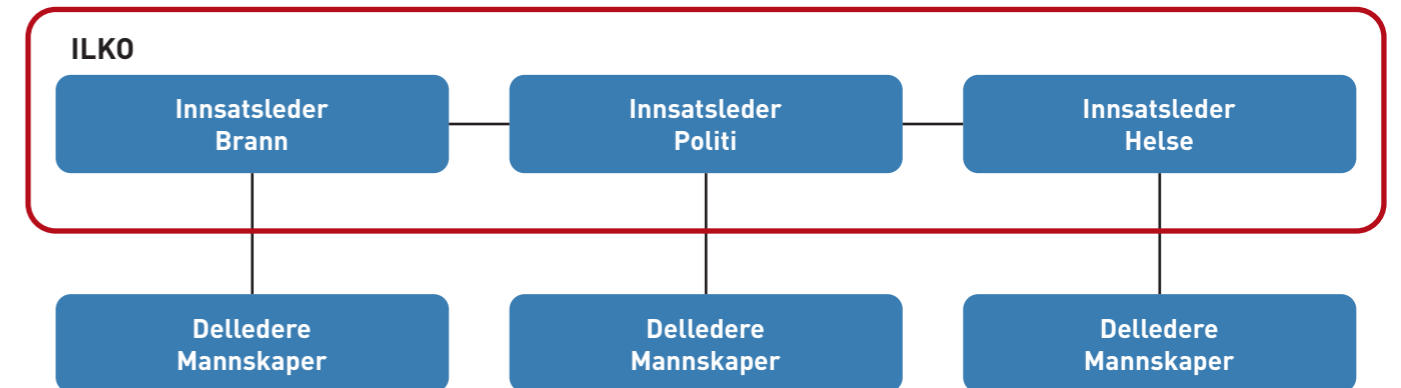 ILKO
Innsatsleder
Brann
Innsatsleder
Politi
Innsatsleder
Helse
Delledere
Mannskaper
Delledere
Mannskaper
Delledere
Mannskaper